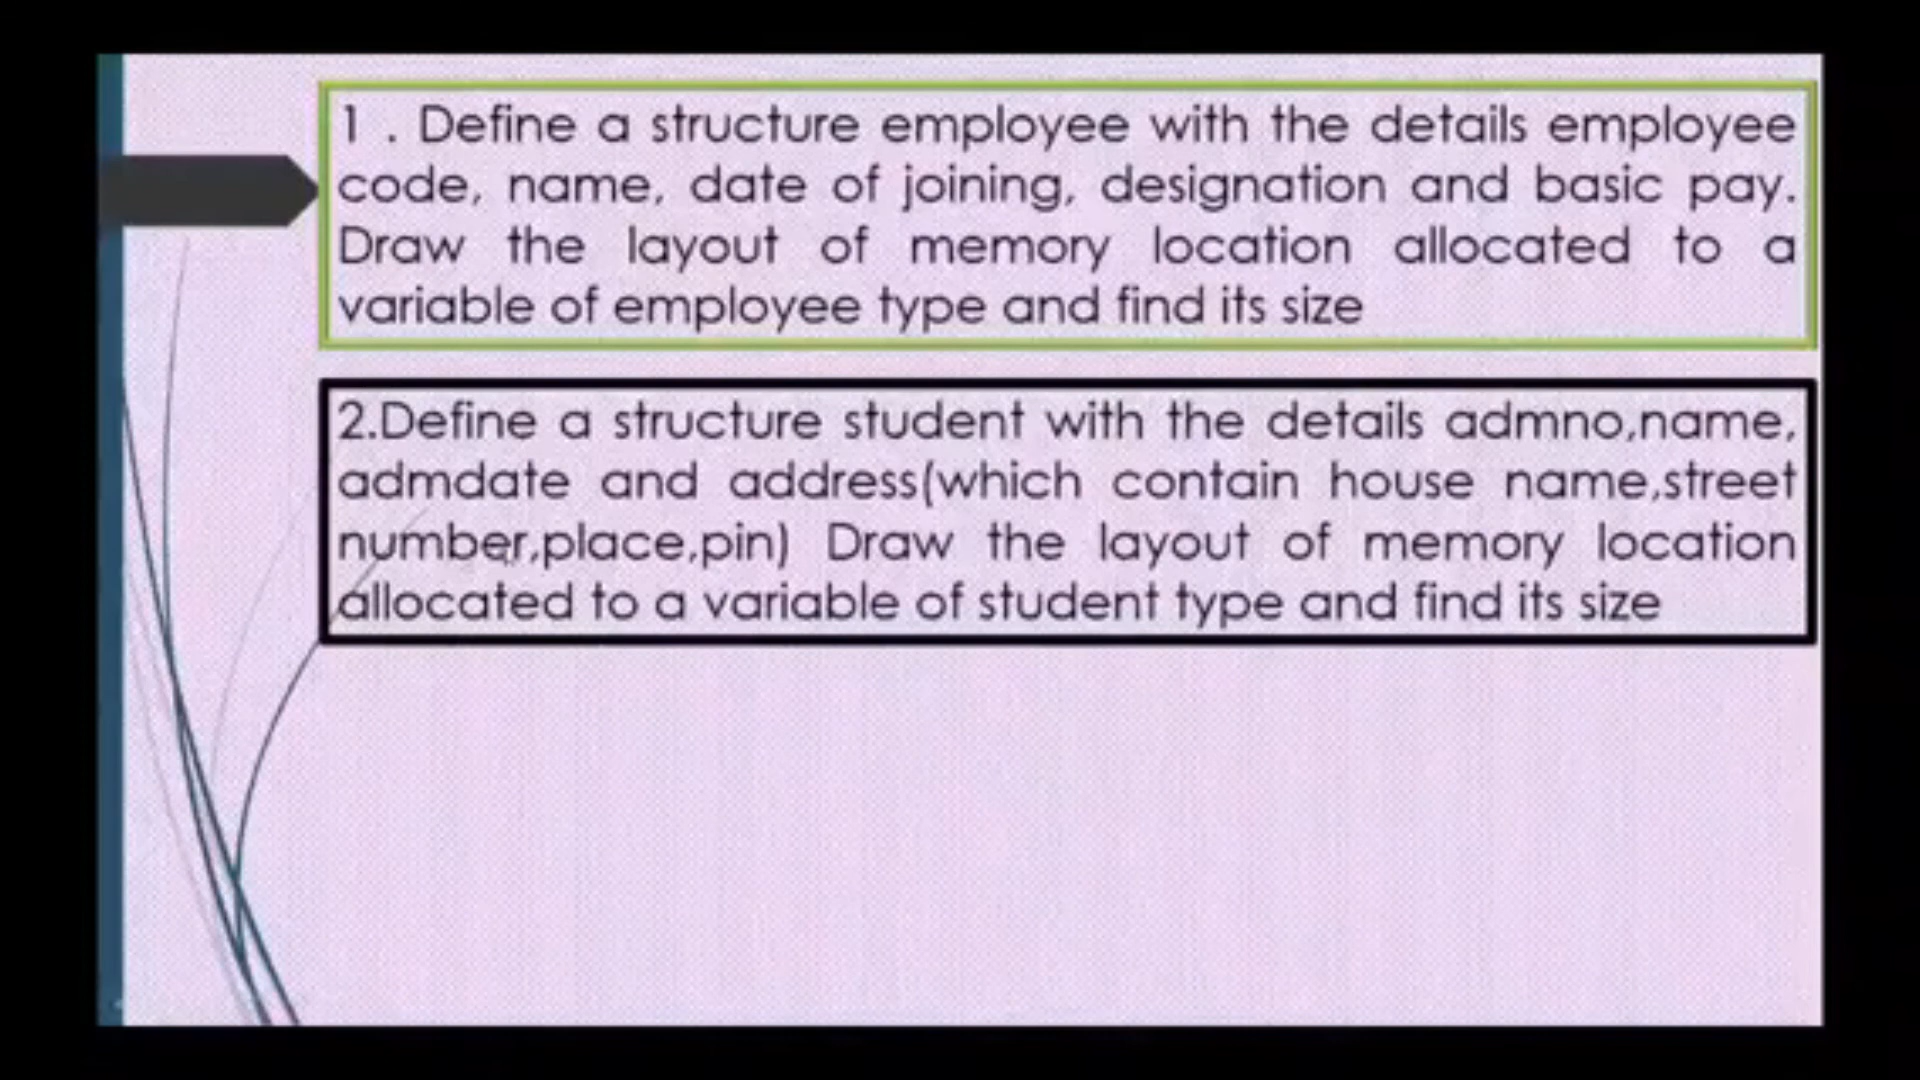 1 . Define a structure employee with the details employee
code, name, date of joining, designation and basic pay.
Draw the layout of memory location allocated to a
variable of employee type and find its size
2.Define a structure student with the details admno,name,
admdate and address(which contain house name,street
number,place,pin) Draw the layout of memory location
allocated to a variable of student type and find its size